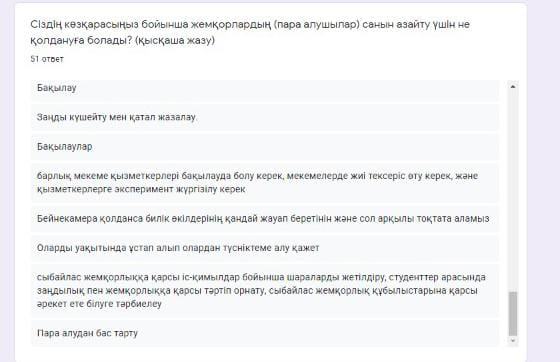 Сіздің көзқарасыңыз бойынша жемқорлардың (пара алушылар) санын азайту үшін не
қолдануға болады? (қысқаша жазу)
51 ответ
Бақылау
Заңды күшейту мен қатал жазалау.
Бақылаулар
барлық мекеме қызметкерлері бақылауда болу керек, мекемелерде жиі тексеріс өту керек, және
қызметкерлерге эксперимент жүргізілу керек
Бейнекамера қолданса билік өкілдерінің қандай жауап беретінін және сол арқылы тоқтата аламыз
Оларды уақытында ұстап алып олардан түсніктеме алу қажет
сыбайлас жемқорлыққа қарсы іс-қимылдар бойынша шараларды жетілдіру, студенттер арасында
заңдылық пен жемқорлыққа қарсы тәртіп орнату, сыбайлас жемқорлық құбылыстарына қарсы
әрекет ете білуге тәрбиелеу
Пара алудан бас тарту